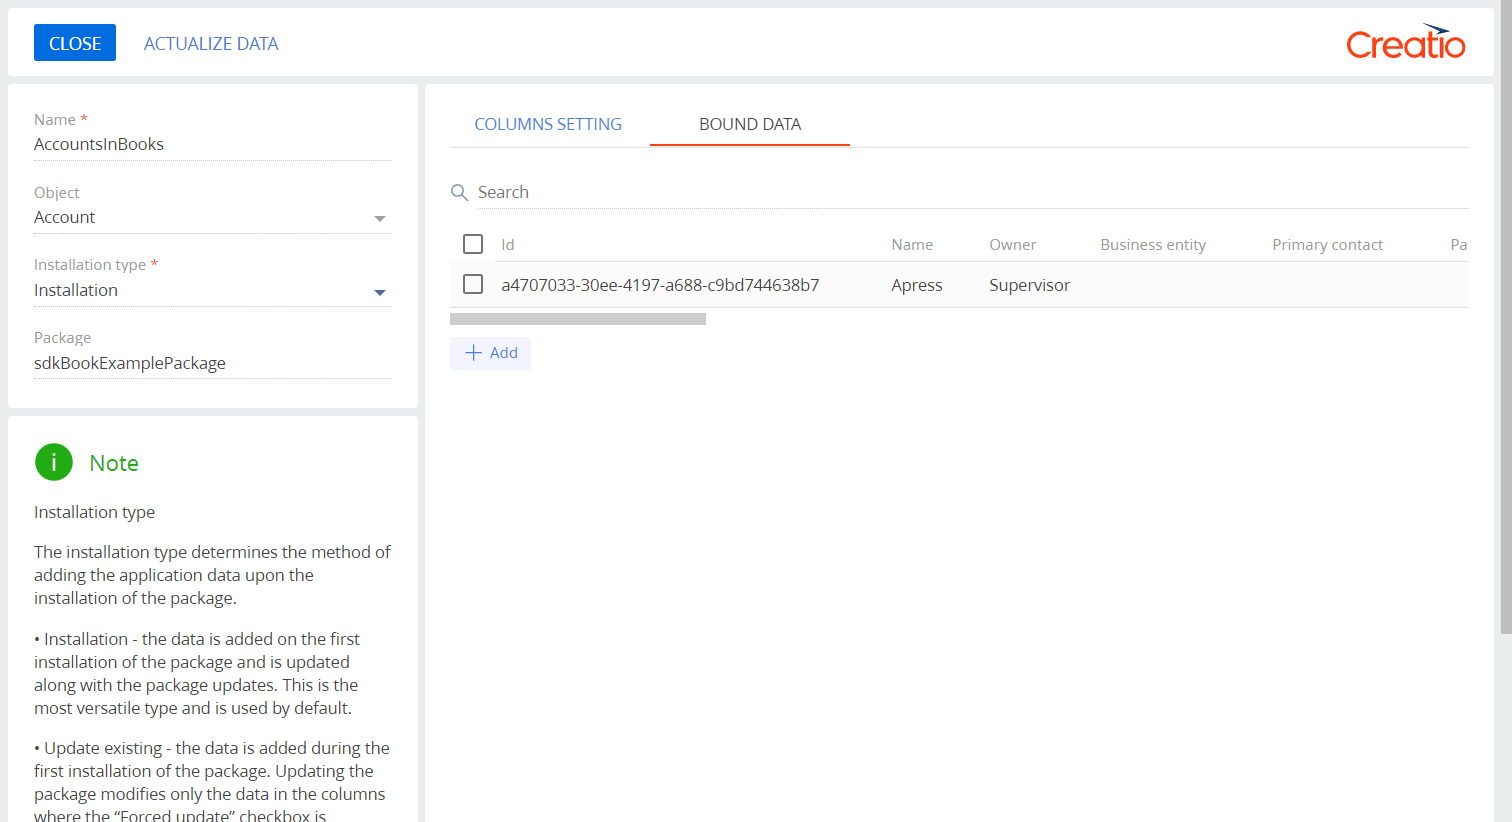 CLOSE
ACTUALIZE DATA
Creatio
Name *
AccountsInBooks
Object
Account
Installation type *
Installation
Package
sdkBookExamplePackage
i Note
Installation type
The installation type determines the method of
adding the application data upon the
installation of the package.
• Installation - the data is added on the first
installation of the package and is updated
along with the package updates. This is the
most versatile type and is used by default.
• Update existing - the data is added during the
first installation of the package. Updating the
package modifies only the data in the columns
where the “Forced update” checkbox is
COLUMNS SETTING
BOUND DATA
Search
Id Name Owner Business entity Primary contact Pa
a4707033-30ee-4197-a688-c9bd744638b7 Apress Supervisor
+ Add